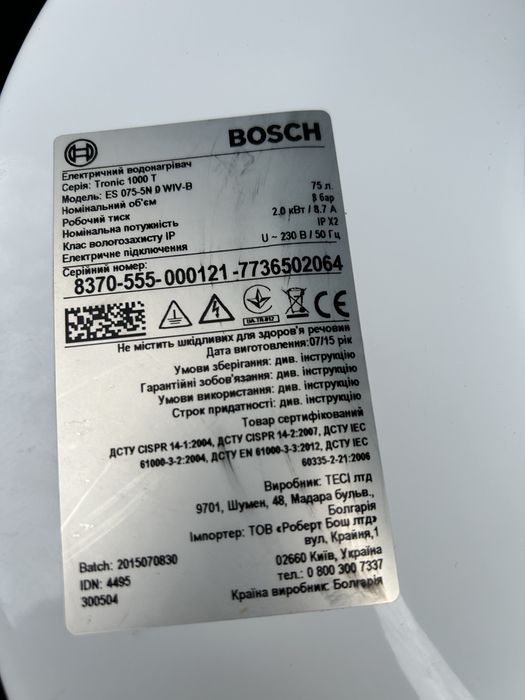 BOSCH
Електричний водонагрівач
Серія: Tronic 1000 T
Модель: ES 075-5N 0 WIV-B
Номінальний об'єм 75 л.
Робочий тиск 8 бар
Номінальна потужність 2.0 кВт / 8.7 А
Клас вологозахисту IP IP X2
Електричне підключення U ~ 230 В / 50 Гц
Серійний номер:
8370-555-000121-7736502064
UA.TR.012
CE
Не містить шкідливих для здоров'я речовин
Дата виготовлення:07/15 рік
Умови зберігання: див. інструкцію
Гарантійні зобов'язання: див. інструкцію
Умови використання: див. інструкцію
Строк придатності: див. інструкцію
Товар сертифікований
ДСТУ CISPR 14-1:2004, ДСТУ CISPR 14-2:2007, ДСТУ IEC
61000-3-2:2004, ДСТУ EN 61000-3-3:2012, ДСТУ IEC
60335-2-21:2006
Виробник: ТЕСІ лтд
9701, Шумен, 48, Мадара бульв.,
Болгарія
Імпортер: ТОВ «Роберт Бош лтд»
вул, Крайня,1
02660 Київ, Україна
тел.: 0 800 300 7337
Країна виробник: Болгарія
Batch: 2015070830
IDN: 4495
300504